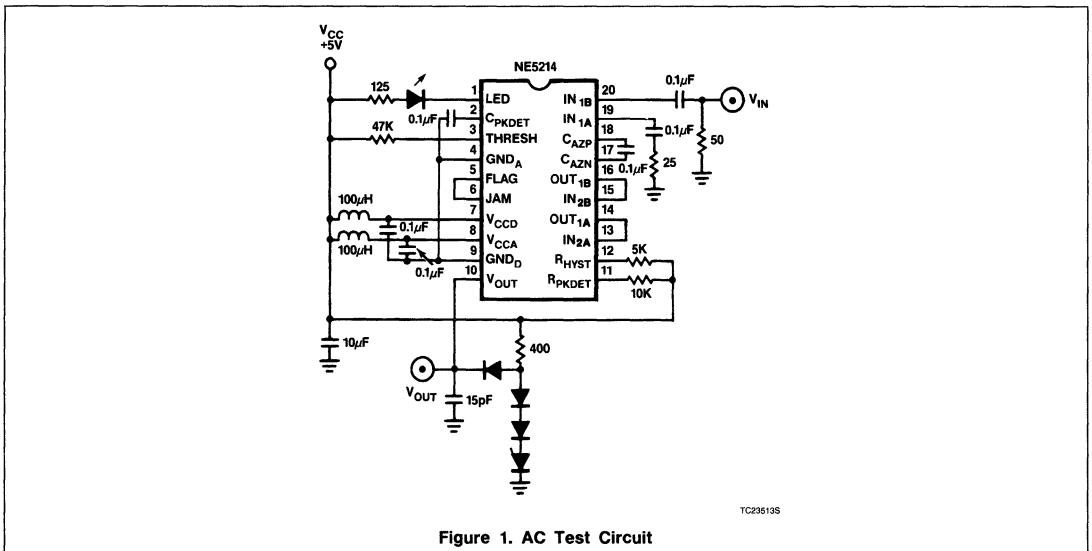 VCC
+5V
NE5214
125
0.1μF
47K
100μH
0.1μF
100μH
0.1μF
1 LED
2 CPKDET
3 THRESH
4 GNDA
5 FLAG
6 JAM
7 VCCD
8 VCCA
9 GNDD
10 VOUT
IN1B 20
IN1A 19
CAZP 18
CAZN 17
OUT1B 16
IN2B 15
OUT1A 14
IN2A 13
RHYST 12
RPKDET 11
0.1μF
VIN
0.1μF
50
0.1μF
25
5K
10K
10μF
400
VOUT
15pF
TC23513S
Figure 1. AC Test Circuit